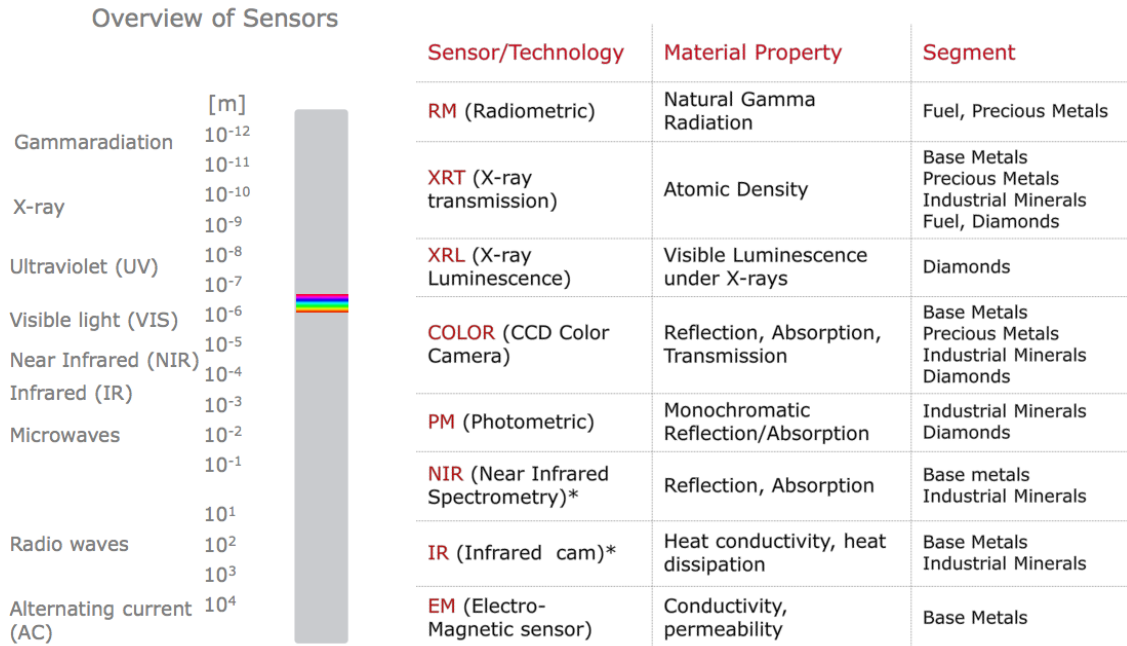 Overview of Sensors
[m]
Gammaradiation
10⁻¹²
10⁻¹¹
X-ray
10⁻¹⁰
10⁻⁹
Ultraviolet (UV)
10⁻⁸
10⁻⁷
Visible light (VIS)
10⁻⁶
10⁻⁵
Near Infrared (NIR)
10⁻⁴
Infrared (IR)
10⁻³
Microwaves
10⁻²
10⁻¹
10¹
Radio waves
10²
10³
Alternating current
(AC)
10⁴
Sensor/Technology
Material Property
Segment
RM (Radiometric)
Natural Gamma
Radiation
Fuel, Precious Metals
XRT (X-ray
transmission)
Atomic Density
Base Metals
Precious Metals
Industrial Minerals
Fuel, Diamonds
XRL (X-ray
Luminescence)
Visible Luminescence
under X-rays
Diamonds
COLOR (CCD Color
Camera)
Reflection, Absorption,
Transmission
Base Metals
Precious Metals
Industrial Minerals
Diamonds
PM (Photometric)
Monochromatic
Reflection/Absorption
Industrial Minerals
Diamonds
NIR (Near Infrared
Spectrometry)*
Reflection, Absorption
Base metals
Industrial Minerals
IR (Infrared cam)*
Heat conductivity, heat
dissipation
Base Metals
Industrial Minerals
EM (Electro-
Magnetic sensor)
Conductivity,
permeability
Base Metals